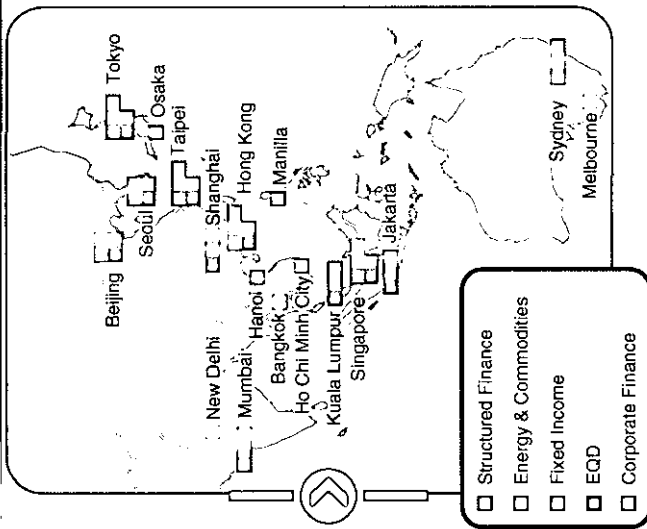 Tokyo
Osaka
Taipei
Beijing
Seoul
Shanghai
Hong Kong
Manilla
New Delhi
Mumbai
Hanoi
Bangkok
Ho Chi Minh City
Kuala Lumpur
Singapore
Jakarta
Sydney
Melbourne
Structured Finance
Energy & Commodities
Fixed Income
EQD
Corporate Finance